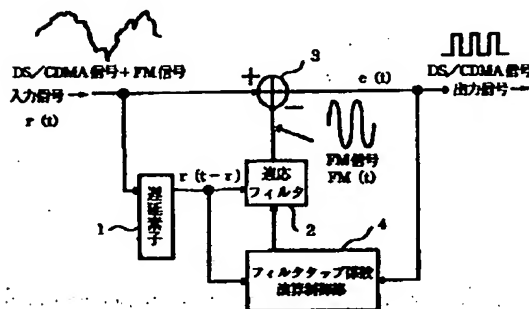 DS/CDMA信号+FM信号
入力信号
r (t)
+
−
3
e (t)
DS/CDMA信号
出力信号
FM信号
FM (t)
r (t-r)
適応
フィルタ
2
1
遅延素子
4
フィルタタップ係数
演算制御部